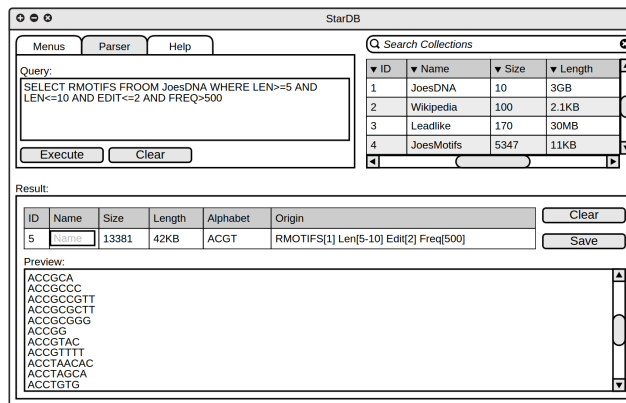 StarDB
Menus Parser Help
Query:
SELECT RMOTIFS FROOM JoesDNA WHERE LEN>=5 AND
LEN<=10 AND EDIT<=2 AND FREQ>500
Execute Clear
Search Collections
ID Name Size Length
1 JoesDNA 10 3GB
2 Wikipedia 100 2.1KB
3 Leadlike 170 30MB
4 JoesMotifs 5347 11KB
Result:
ID Name Size Length Alphabet Origin
5 Name 13381 42KB ACGT RMOTIFS[1] Len[5-10] Edit[2] Freq[500]
Clear
Save
Preview:
ACCGCA
ACCGCCC
ACCGCCGTT
ACCGCGCTT
ACCGCGGG
ACCGG
ACCGTAC
ACCGTTTT
ACCTAACAC
ACCTAGCA
ACCTGTG